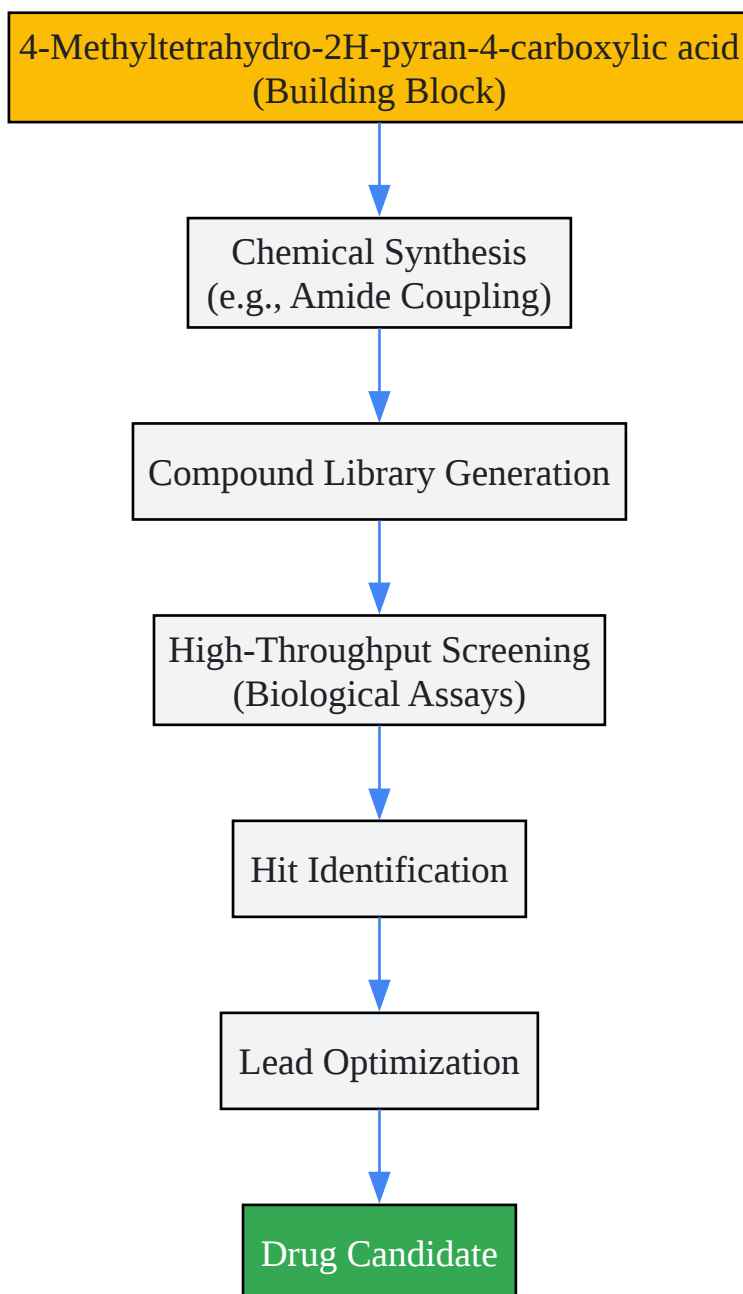 4-Methyltetrahydro-2H-pyran-4-carboxylic acid
(Building Block)
Chemical Synthesis
(e.g., Amide Coupling)
Compound Library Generation
High-Throughput Screening
(Biological Assays)
Hit Identification
Lead Optimization
Drug Candidate